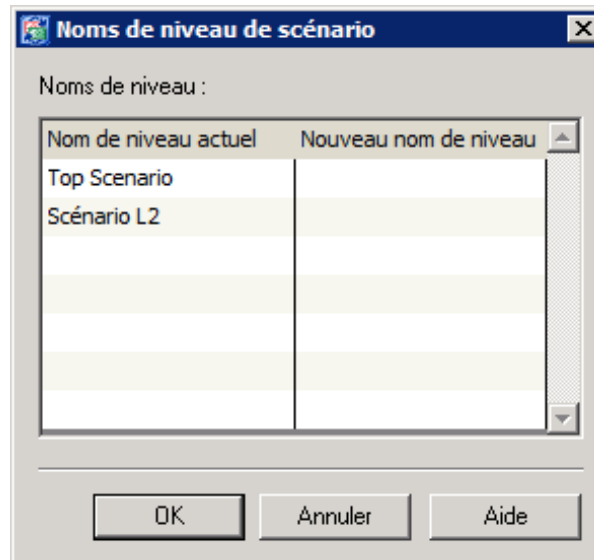 Noms de niveau de scénario
Noms de niveau :
Nom de niveau actuel Nouveau nom de niveau
Top Scenario
Scénario L2
OK Annuler Aide